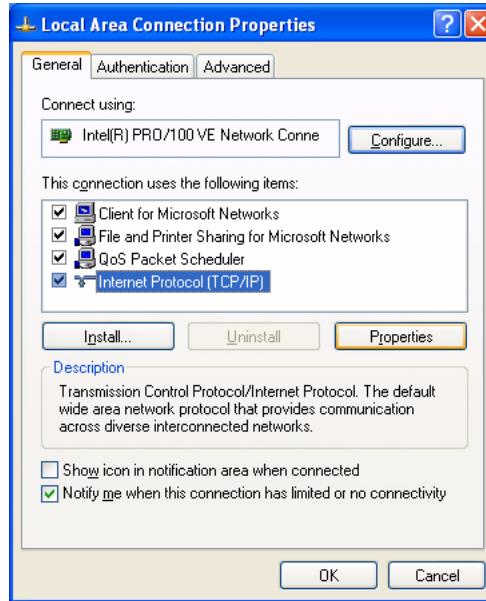 Local Area Connection Properties
General Authentication Advanced
Connect using:
Intel(R) PRO/100 VE Network Conne
Configure...
This connection uses the following items:
Client for Microsoft Networks
File and Printer Sharing for Microsoft Networks
QoS Packet Scheduler
Internet Protocol (TCP/IP)
Install... Uninstall Properties
Description
Transmission Control Protocol/Internet Protocol. The default
wide area network protocol that provides communication
across diverse interconnected networks.
Show icon in notification area when connected
Notify me when this connection has limited or no connectivity
OK Cancel